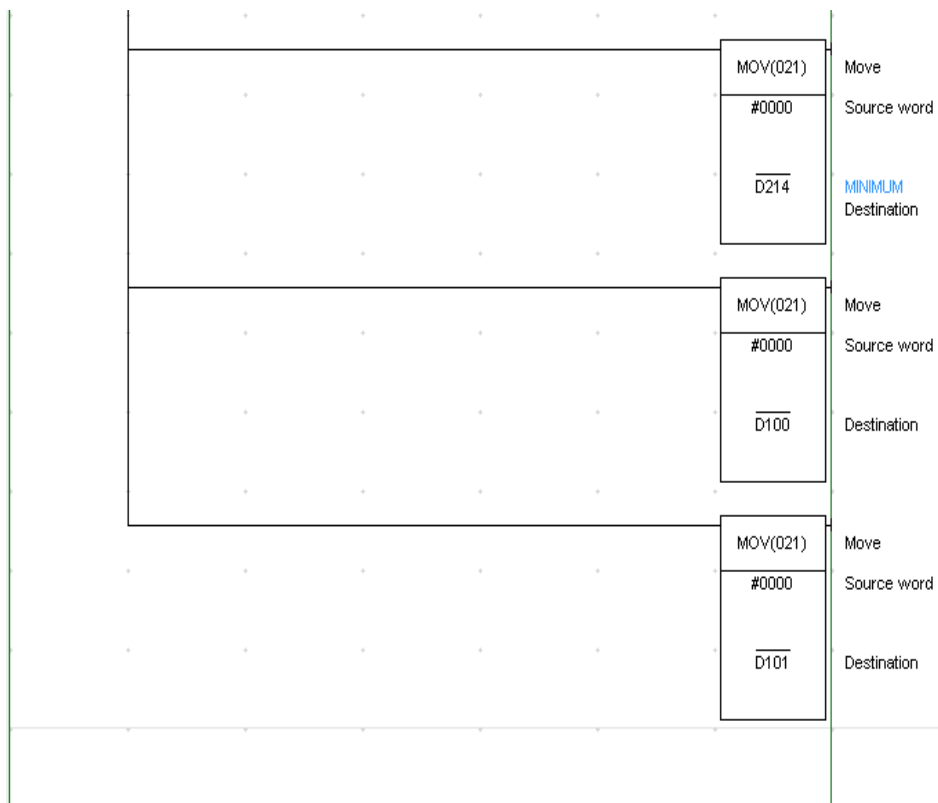 MOV(021) Move
#0000 Source word
D214 MINIMUM
Destination
MOV(021) Move
#0000 Source word
D100 Destination
MOV(021) Move
#0000 Source word
D101 Destination